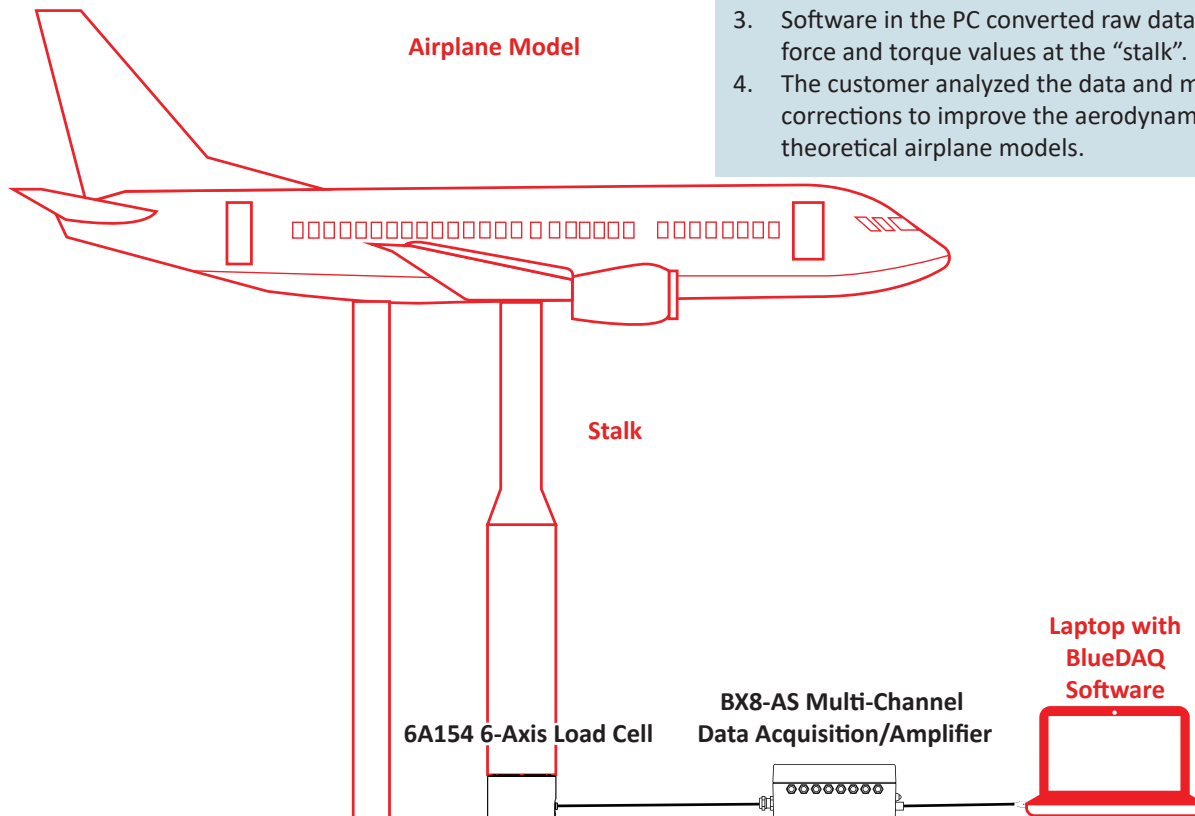 3. Software in the PC converted raw data
force and torque values at the “stalk”.
4. The customer analyzed the data and
corrections to improve the
theoretical airplane models.
Airplane Model
Stalk
Laptop with
BlueDAQ
Software
BX8-AS Multi-Channel
Data Acquisition/Amplifier
6A154 6-Axis Load Cell